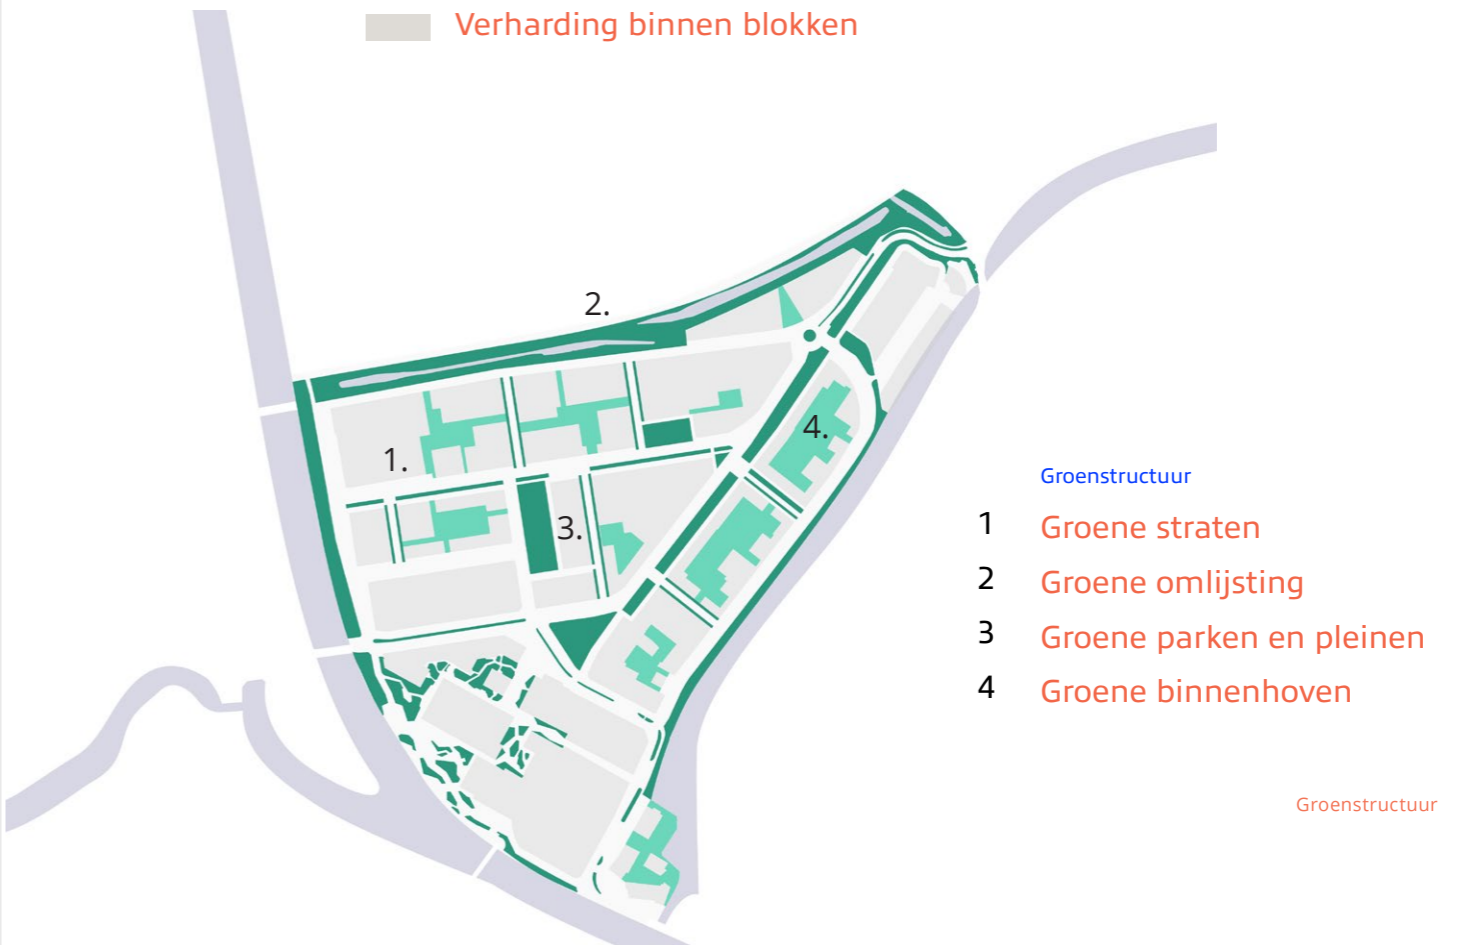 Verharding binnen blokken
2.
1.
4.
3.
Groenstructuur
1 Groene straten
2 Groene omlijsting
3 Groene parken en pleinen
4 Groene binnenhoven
Groenstructuur